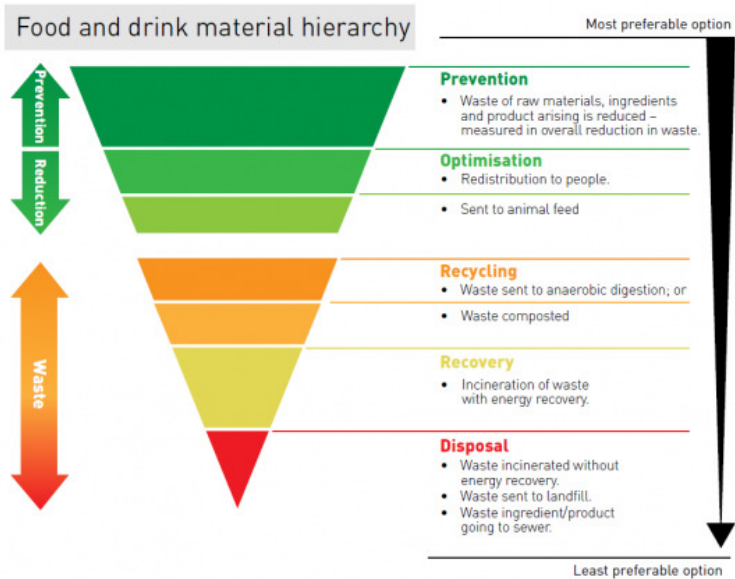 Food and drink material hierarchy
Most preferable option
Prevention
Reduction
Waste
Prevention
• Waste of raw materials, ingredients
and product arising is reduced –
measured in overall reduction in waste.
Optimisation
• Redistribution to people.
• Sent to animal feed
Recycling
• Waste sent to anaerobic digestion; or
• Waste composted
Recovery
• Incineration of waste
with energy recovery.
Disposal
• Waste incinerated without
energy recovery.
• Waste sent to landfill.
• Waste ingredient/product
going to sewer.
Least preferable option